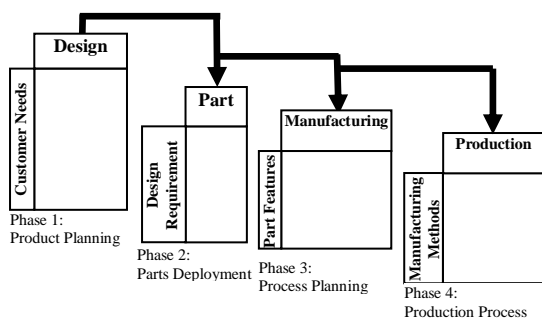 Design
Customer Needs
Phase 1:
Product Planning
Part
Design
Requirement
Phase 2:
Parts Deployment
Manufacturing
Part Features
Phase 3:
Process Planning
Production
Manufacturing
Methods
Phase 4:
Production Process